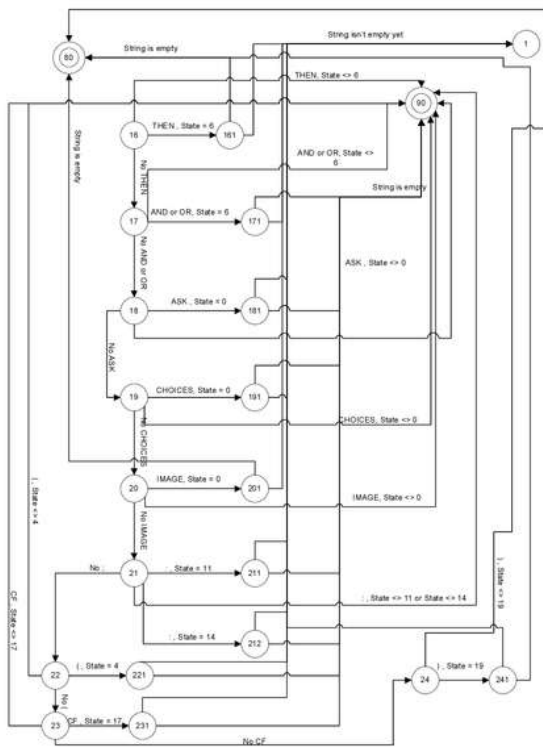 String isn't empty yet
1
80
String is empty
THEN, State <> 6
90
16
THEN , State = 6
161
AND or OR, State <>
6
String is empty
No THEN
String is empty
17
AND or OR, State = 6
171
No AND or OR
ASK , State <> 0
18
ASK , State = 0
181
No ASK
19
CHOICES, State = 0
191
No CHOICES
CHOICES, State <> 0
20
IMAGE, State = 0
201
IMAGE, State <> 0
( , State <> 4
No IMAGE
) , State <> 19
No :
21
: , State = 11
211
CF , State <> 17
: , State <> 11 or State <> 14
: , State = 14
212
22
( , State = 4
221
24
) , State = 19
241
No (
23
CF, State = 17
231
No CF